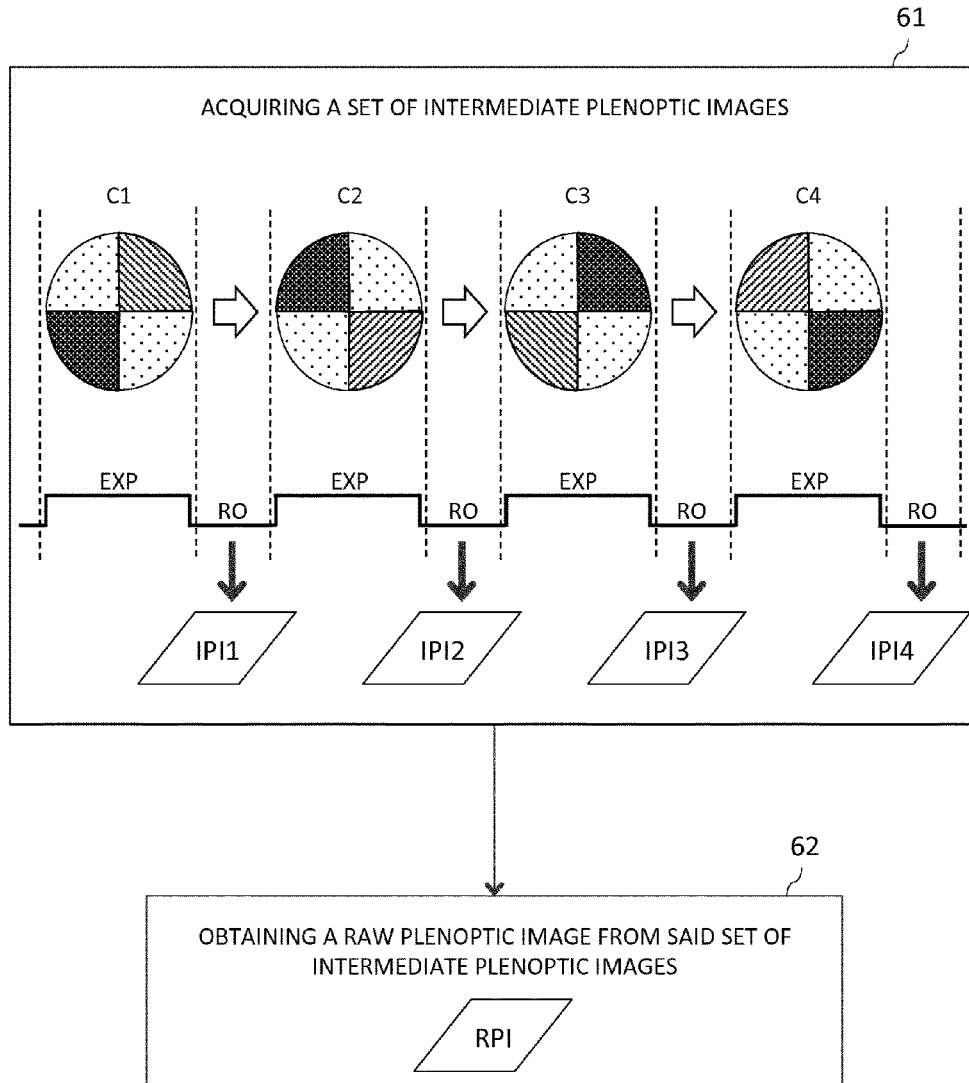 61
ACQUIRING A SET OF INTERMEDIATE PLENOPTIC IMAGES
C1 C2 C3 C4
EXP EXP EXP EXP
RO RO RO RO
IPI1 IPI2 IPI3 IPI4
62
OBTAINING A RAW PLENOPTIC IMAGE FROM SAID SET OF
INTERMEDIATE PLENOPTIC IMAGES
RPI